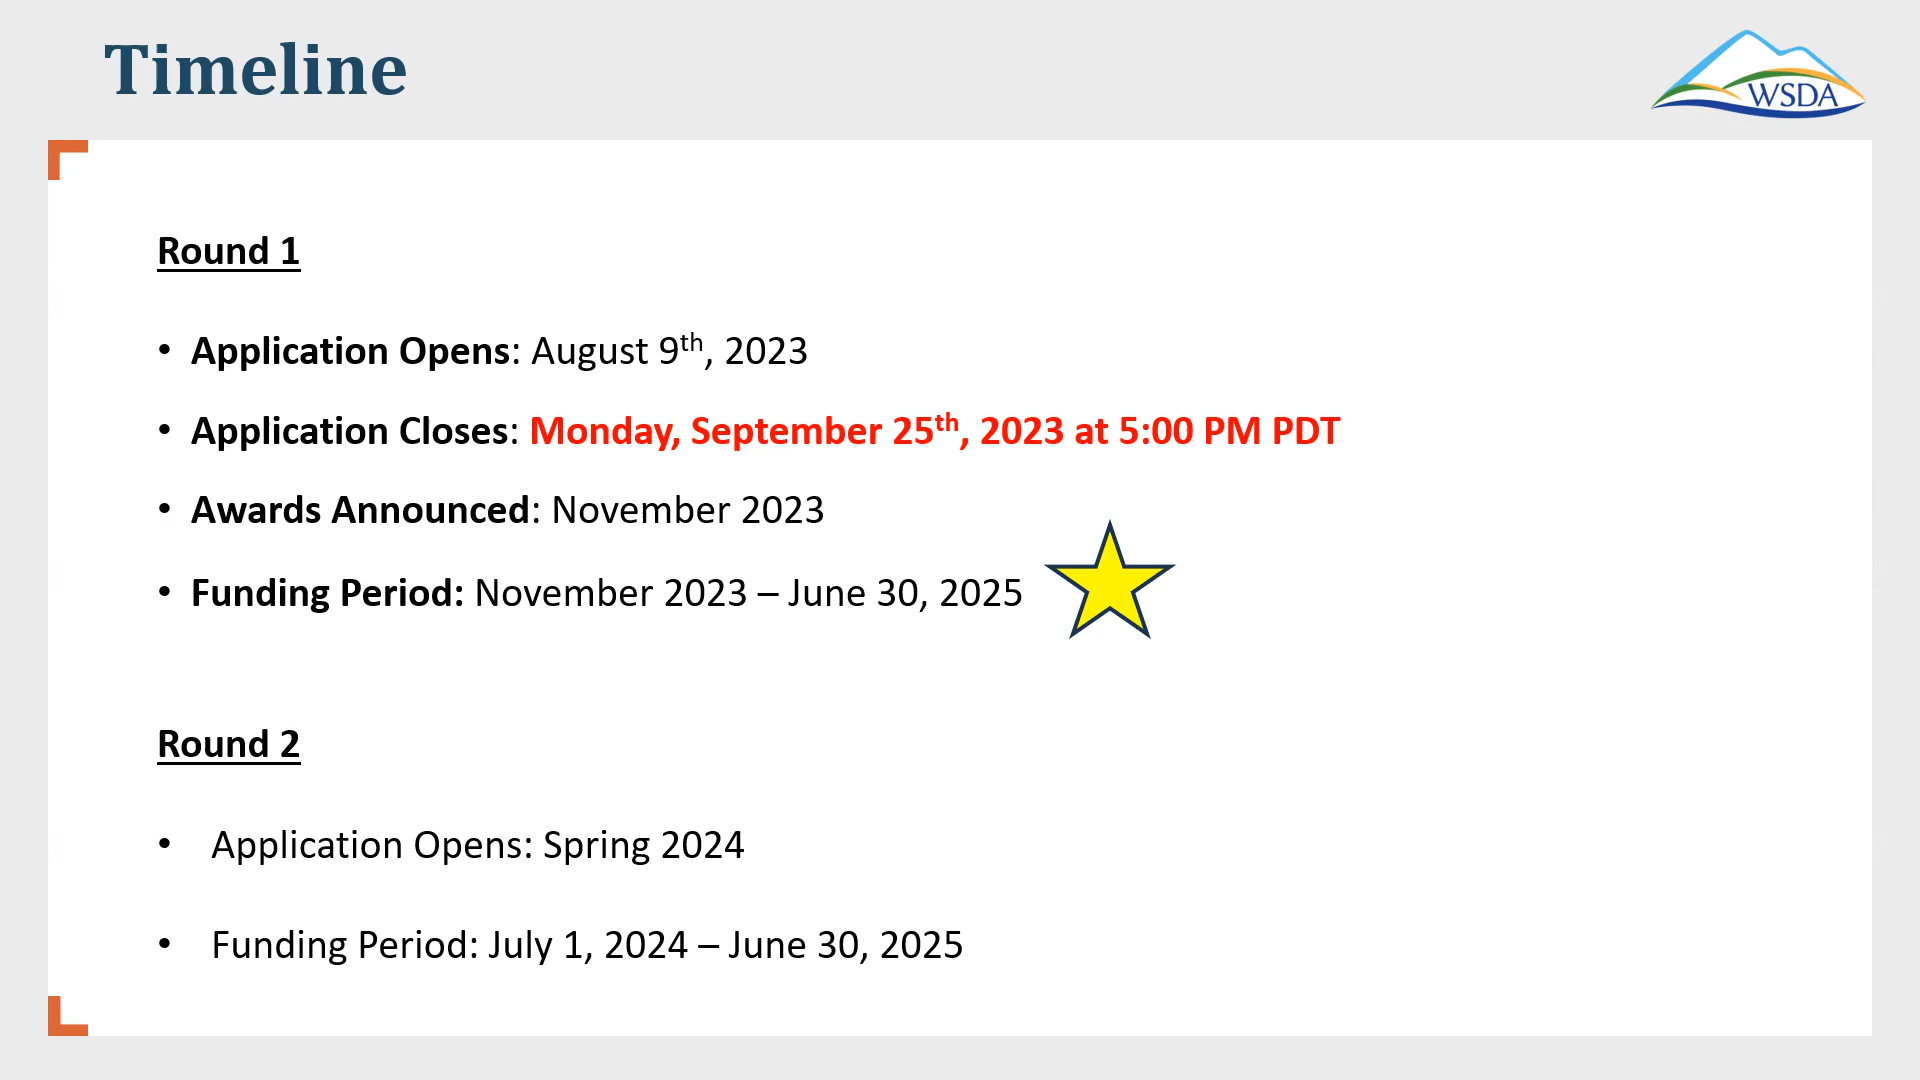 Timeline
WSDA
Round 1
• Application Opens: August 9th, 2023
• Application Closes: Monday, September 25th, 2023 at 5:00 PM PDT
• Awards Announced: November 2023
• Funding Period: November 2023 – June 30, 2025
Round 2
• Application Opens: Spring 2024
• Funding Period: July 1, 2024 – June 30, 2025